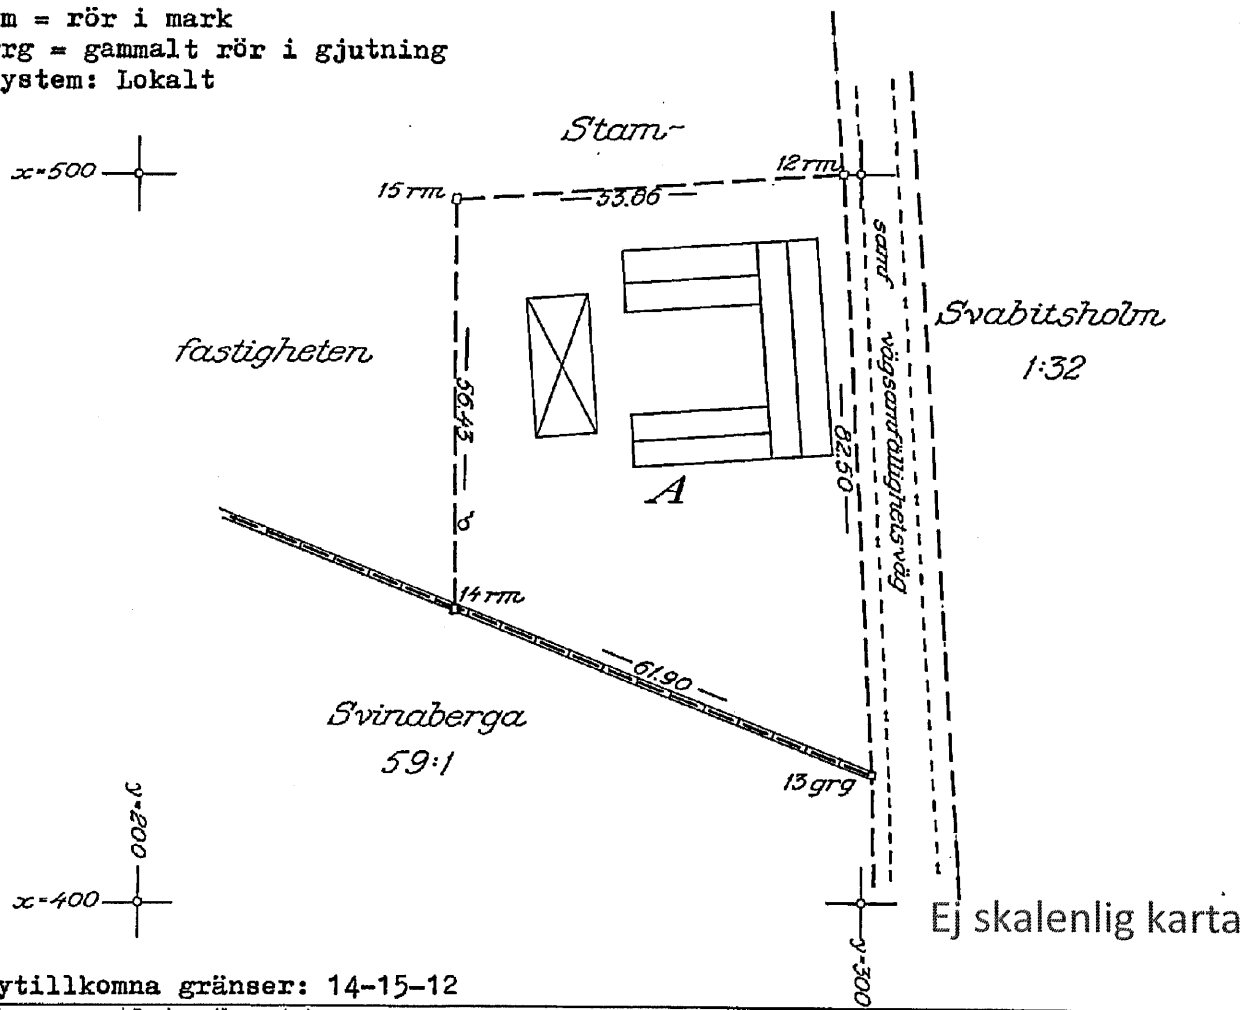 m = rör i mark
rg = gammalt rör i gjutning
ystem: Lokalt
Stam-
x=500
15 rm
53.86
12 rm
samf
Svabitsholm
1:32
vägsamfällighetsväg
fastigheten
56.43
82.50
A
14 rm
61.90
Svinaberga
59:1
13 grg
y=200
x=400
Ej skalenlig karta
y=300
ytillkomna gränser: 14-15-12